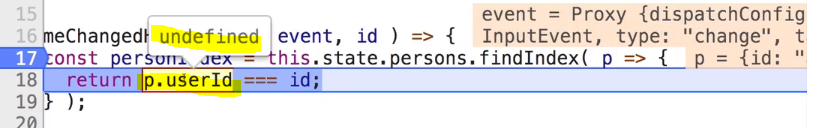 15 event = Proxy {dispatchConfig
16 meChangedH undefined event, id ) => { InputEvent, type: "change", t
17 const personIndex = this.state.persons.findIndex( p => { p = {id: "
18 return p.userId === id;
19 } );
20